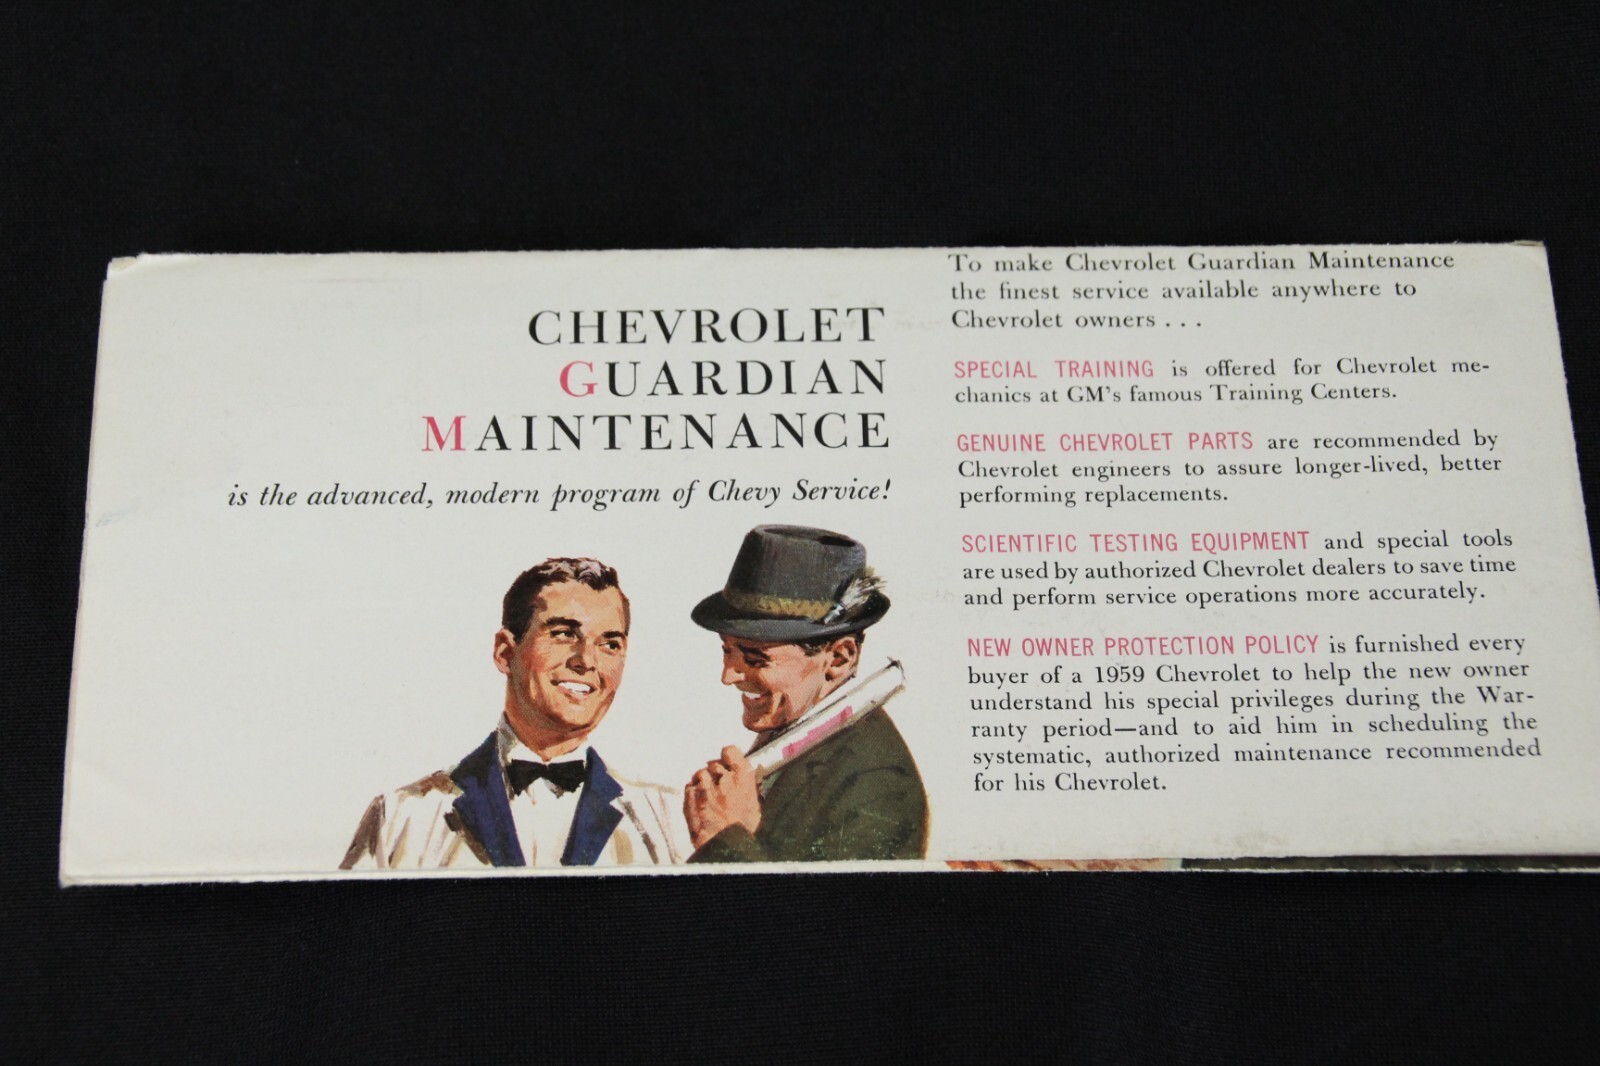 CHEVROLET
GUARDIAN
MAINTENANCE
is the advanced, modern program of Chevy Service!
To make Chevrolet Guardian Maintenance
the finest service available anywhere to
Chevrolet owners . . .
SPECIAL TRAINING is offered for Chevrolet me-
chanics at GM's famous Training Centers.
GENUINE CHEVROLET PARTS are recommended by
Chevrolet engineers to assure longer-lived, better
performing replacements.
SCIENTIFIC TESTING EQUIPMENT and special tools
are used by authorized Chevrolet dealers to save time
and perform service operations more accurately.
NEW OWNER PROTECTION POLICY is furnished every
buyer of a 1959 Chevrolet to help the new owner
understand his special privileges during the War-
ranty period—and to aid him in scheduling the
systematic, authorized maintenance recommended
for his Chevrolet.